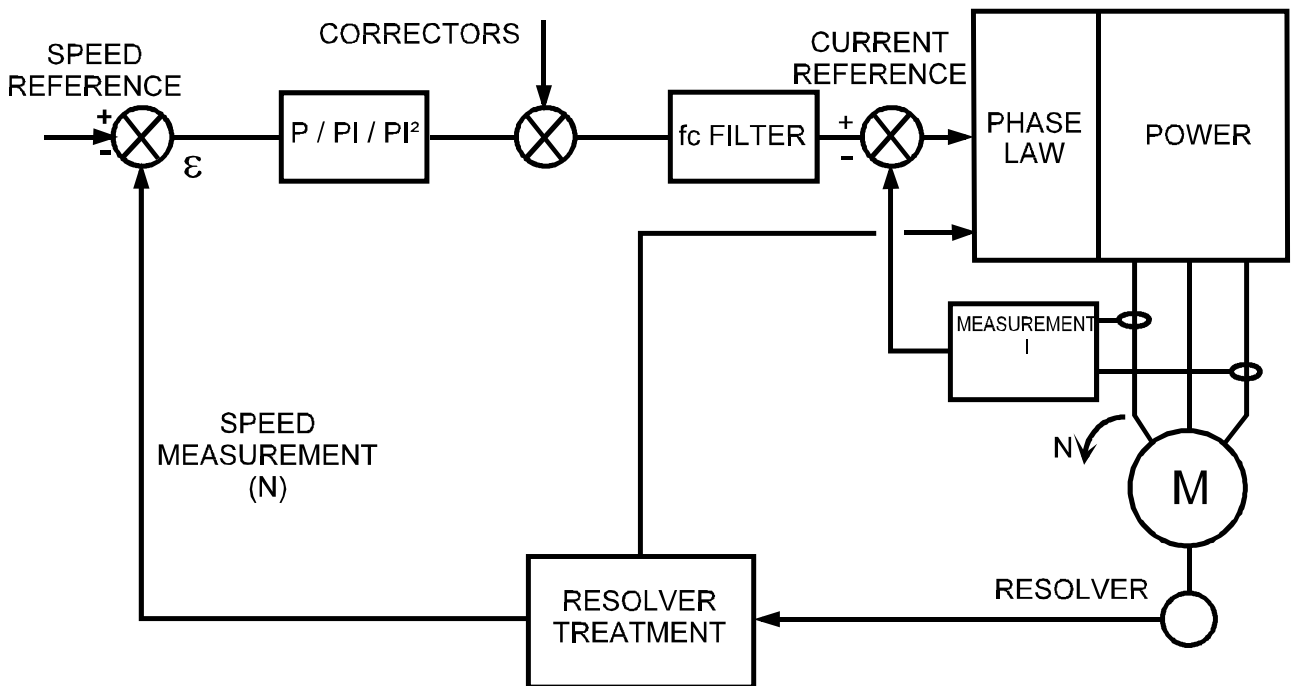 CORRECTORS
SPEED
REFERENCE
+
-
ε
P / PI / PI²
fc FILTER
CURRENT
REFERENCE
+
-
PHASE
LAW
POWER
MEASUREMENT
I
SPEED
MEASUREMENT
(N)
N
M
RESOLVER
RESOLVER
TREATMENT